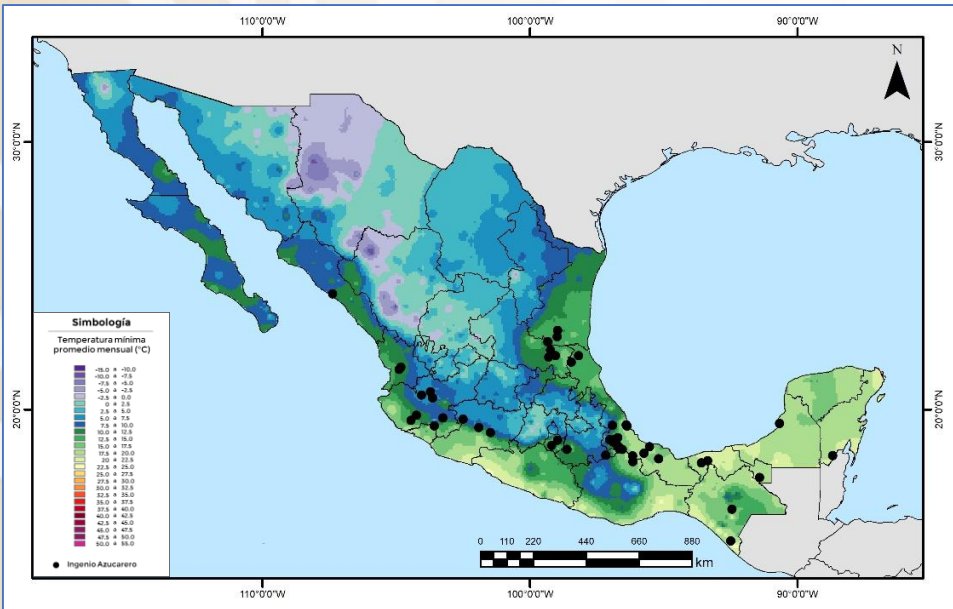 110°0'0"W 100°0'0"W 90°0'0"W
N
30°0'0"N 30°0'0"N
20°0'0"N 20°0'0"N
Simbología
Temperatura mínima
promedio mensual (°C)
-15.0 a -10.0
-10.0 a -7.5
-7.5 a -5.0
-5.0 a -2.5
-2.5 a 0.0
0 a 2.5
2.5 a 5.0
5.0 a 7.5
7.5 a 10.0
10.0 a 12.5
12.5 a 15.0
15.0 a 17.5
17.5 a 20.0
20 a 22.5
22.5 a 25.0
25.0 a 27.5
27.5 a 30.0
30.0 a 32.5
32.5 a 35.0
35.0 a 37.5
37.5 a 40.0
40.0 a 42.5
42.5 a 45.0
45.0 a 47.5
47.5 a 50.0
50.0 a 55.0
Ingenio Azucarero
0 110 220 440 660 880
km
110°0'0"W 100°0'0"W 90°0'0"W